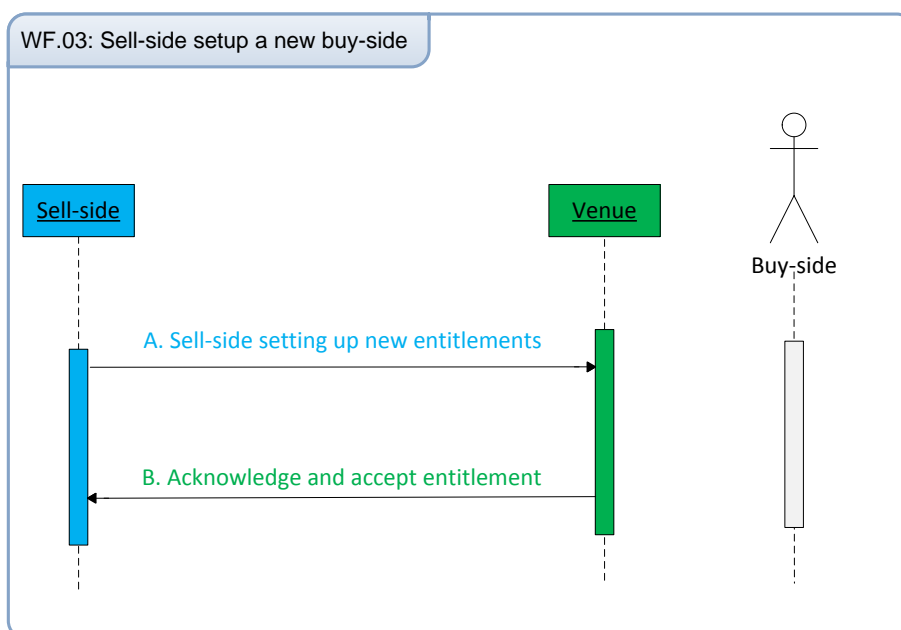 WF.03: Sell-side setup a new buy-side
Sell-side
Venue
Buy-side
A. Sell-side setting up new entitlements
B. Acknowledge and accept entitlement